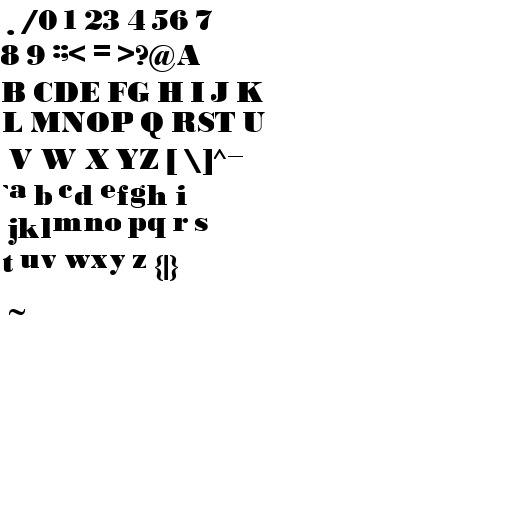 . /0 1 23 4 56 7
8 9 :;< = >?@A
B CDE FG H I J K
L MNOP Q RST U
V W X YZ [ \]^_
`a b cd efgh i
jklmno pq r s
t uv wxy z {|}
~